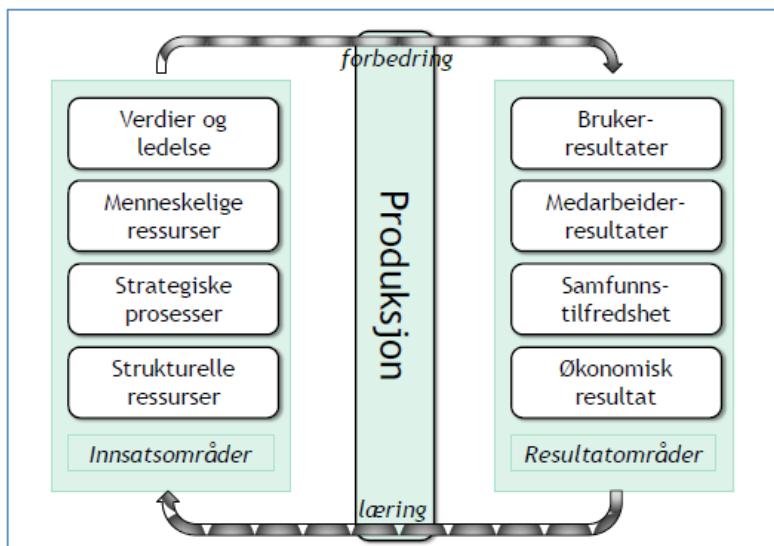 forbedring
Verdier og
ledelse
Menneskelige
ressurser
Strategiske
prosesser
Strukturelle
ressurser
Innsatsområder
Produksjon
Bruker-
resultater
Medarbeider-
resultater
Samfunns-
tilfredshet
Økonomisk
resultat
Resultatområder
læring